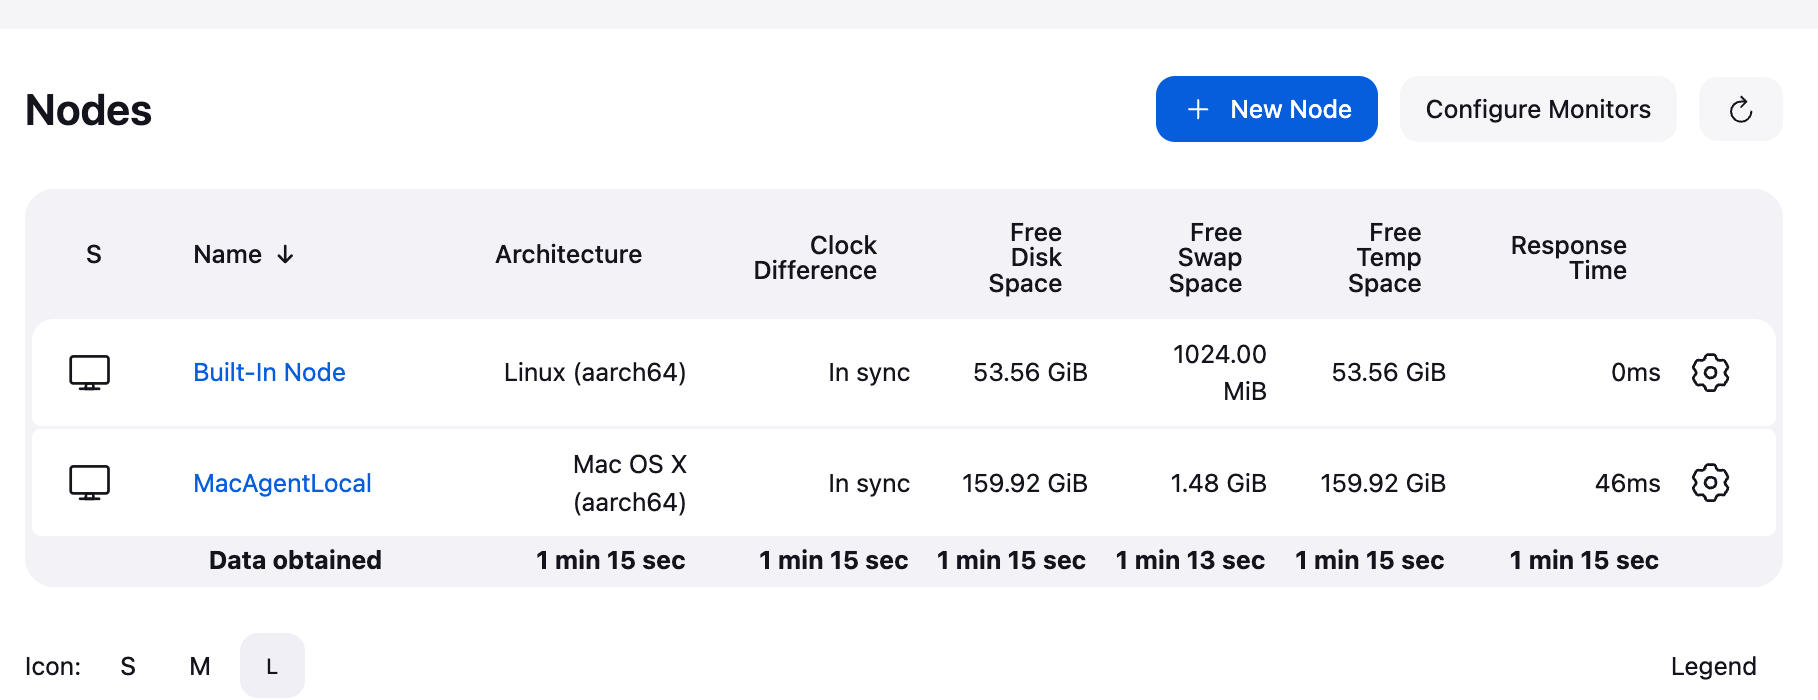 Nodes
+ New Node
Configure Monitors
S
Name ↓
Architecture
Clock
Difference
Free
Disk
Space
Free
Swap
Space
Free
Temp
Space
Response
Time
Built-In Node
Linux (aarch64)
In sync
53.56 GiB
1024.00
MiB
53.56 GiB
0ms
MacAgentLocal
Mac OS X
(aarch64)
In sync
159.92 GiB
1.48 GiB
159.92 GiB
46ms
Data obtained
1 min 15 sec
1 min 15 sec
1 min 15 sec
1 min 13 sec
1 min 15 sec
1 min 15 sec
Icon:
S
M
L
Legend